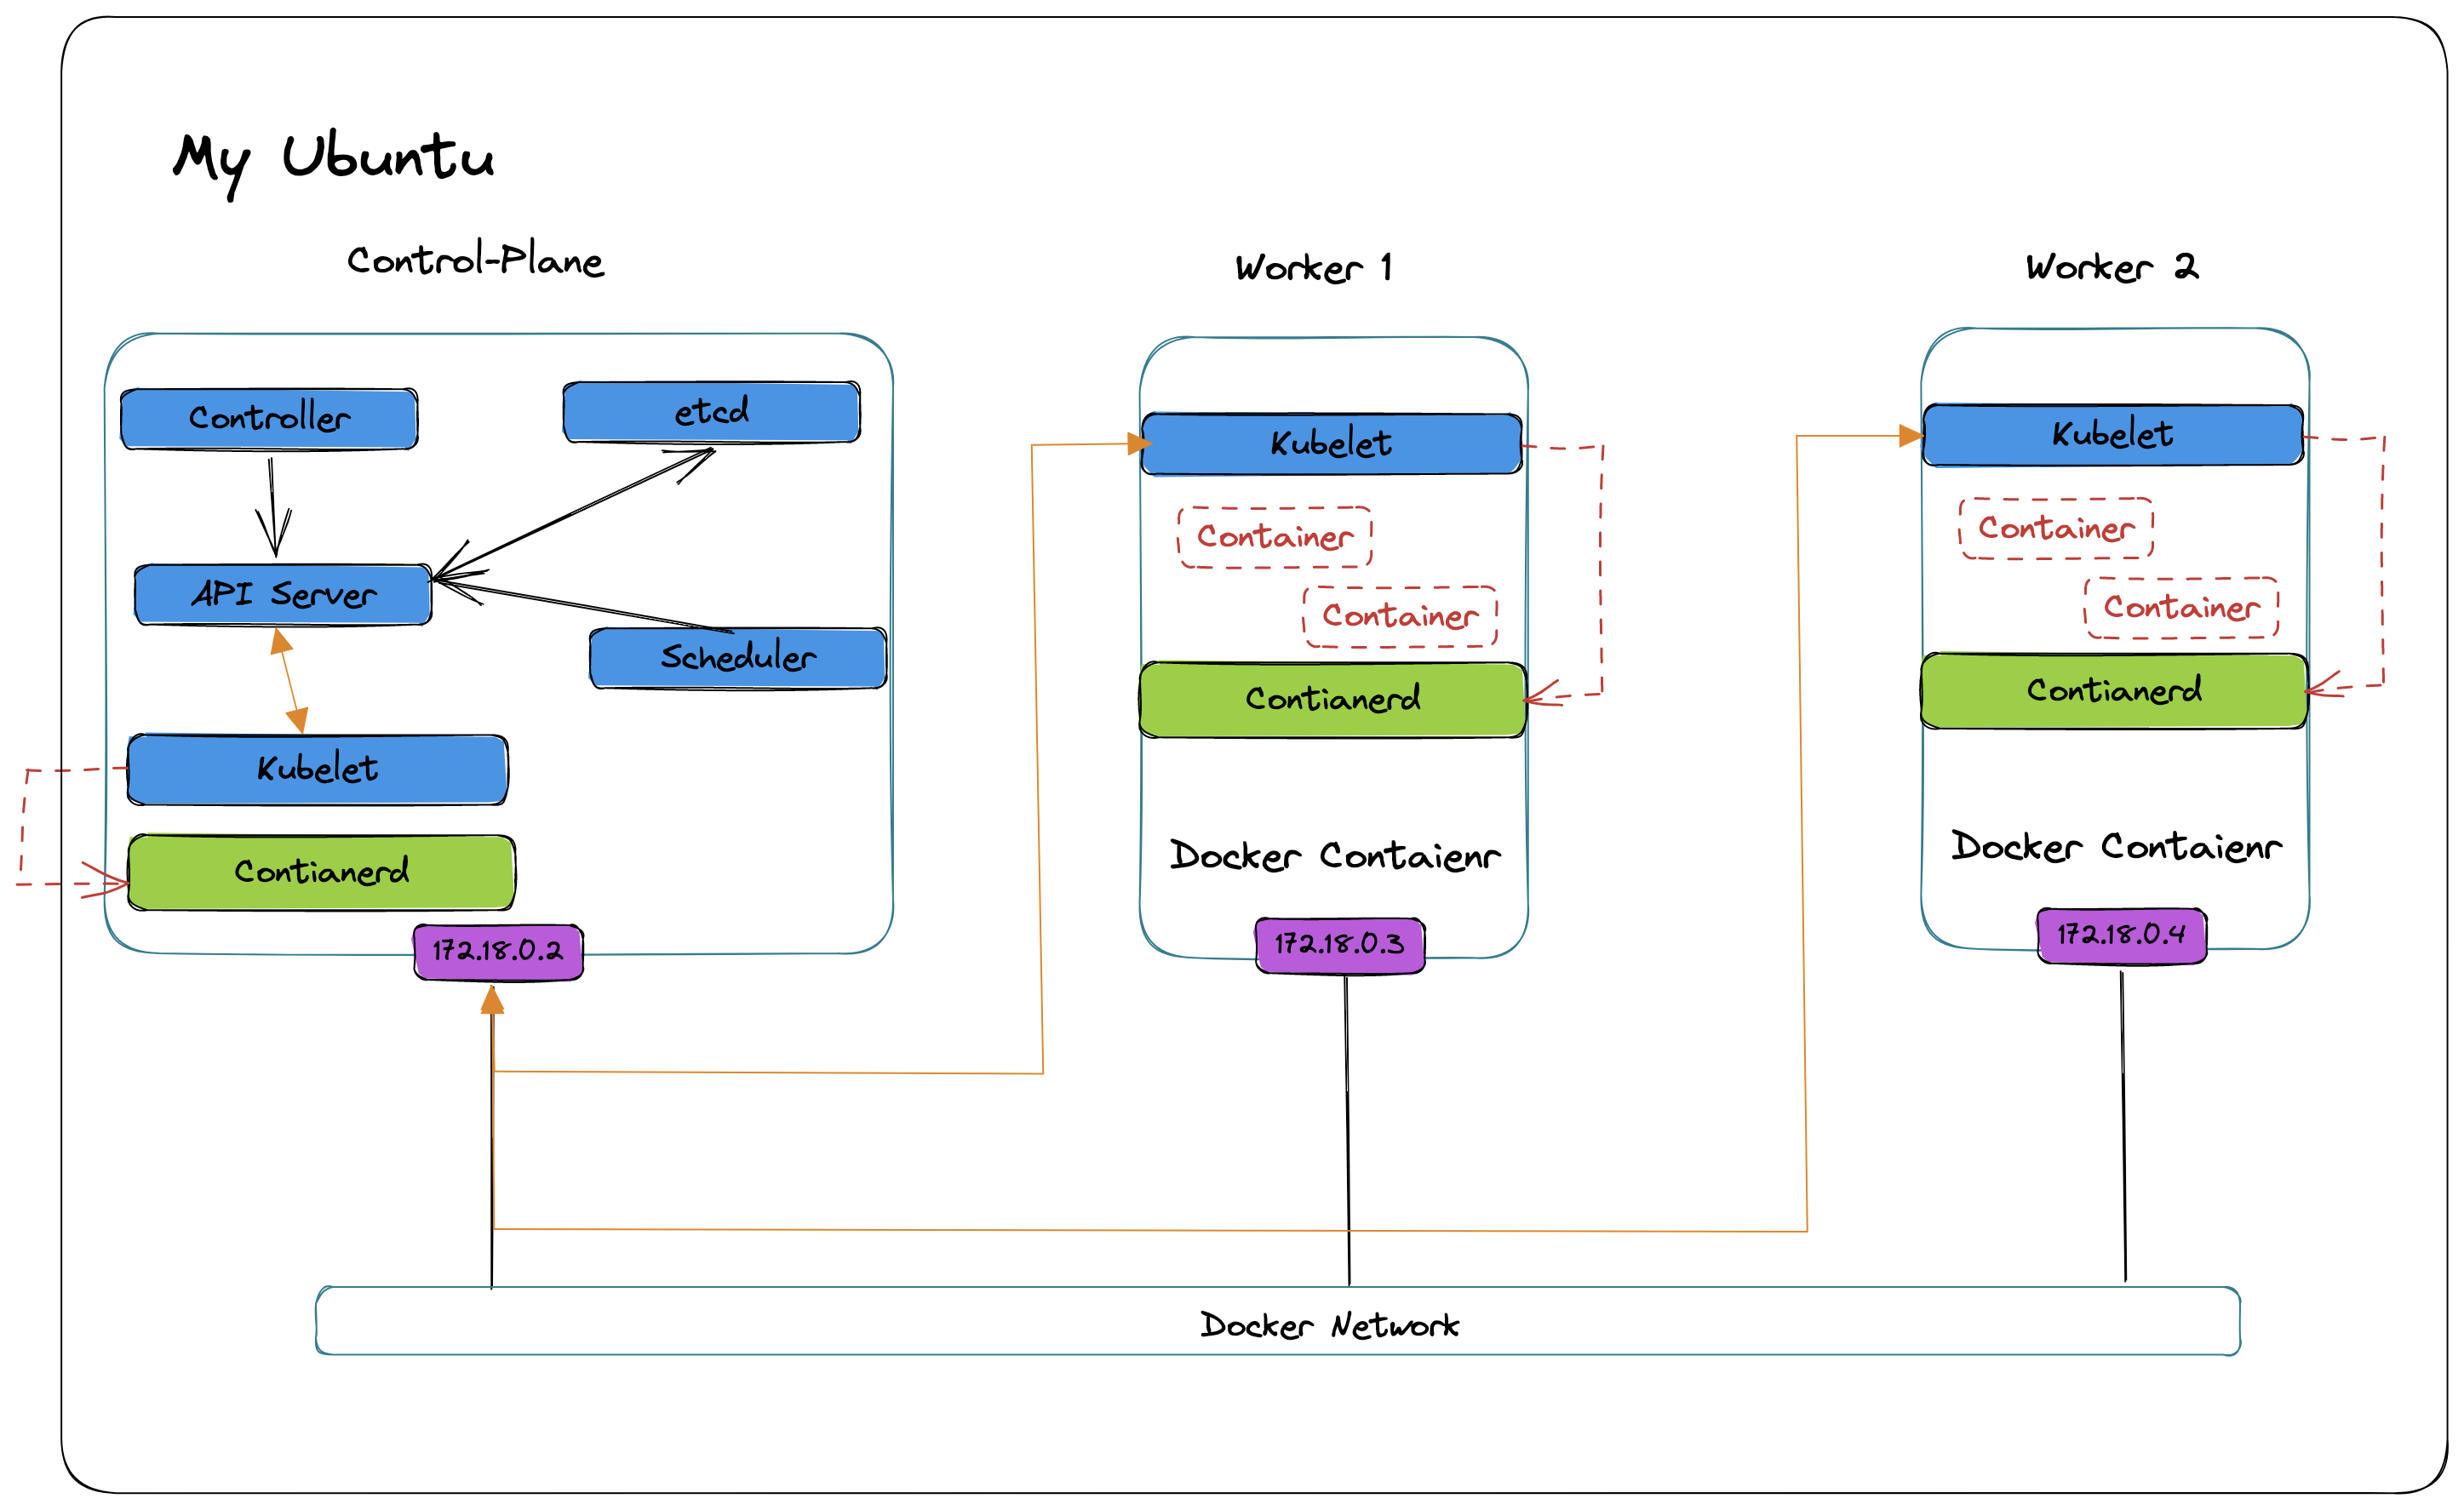 My Ubuntu
Control-Plane
Controller
etcd
API Server
Scheduler
Kubelet
Contianerd
172.18.0.2
Worker 1
Kubelet
Container
Container
Contianerd
Docker Contaienr
172.18.0.3
Worker 2
Kubelet
Container
Container
Contianerd
Docker Contaienr
172.18.0.4
Docker Network